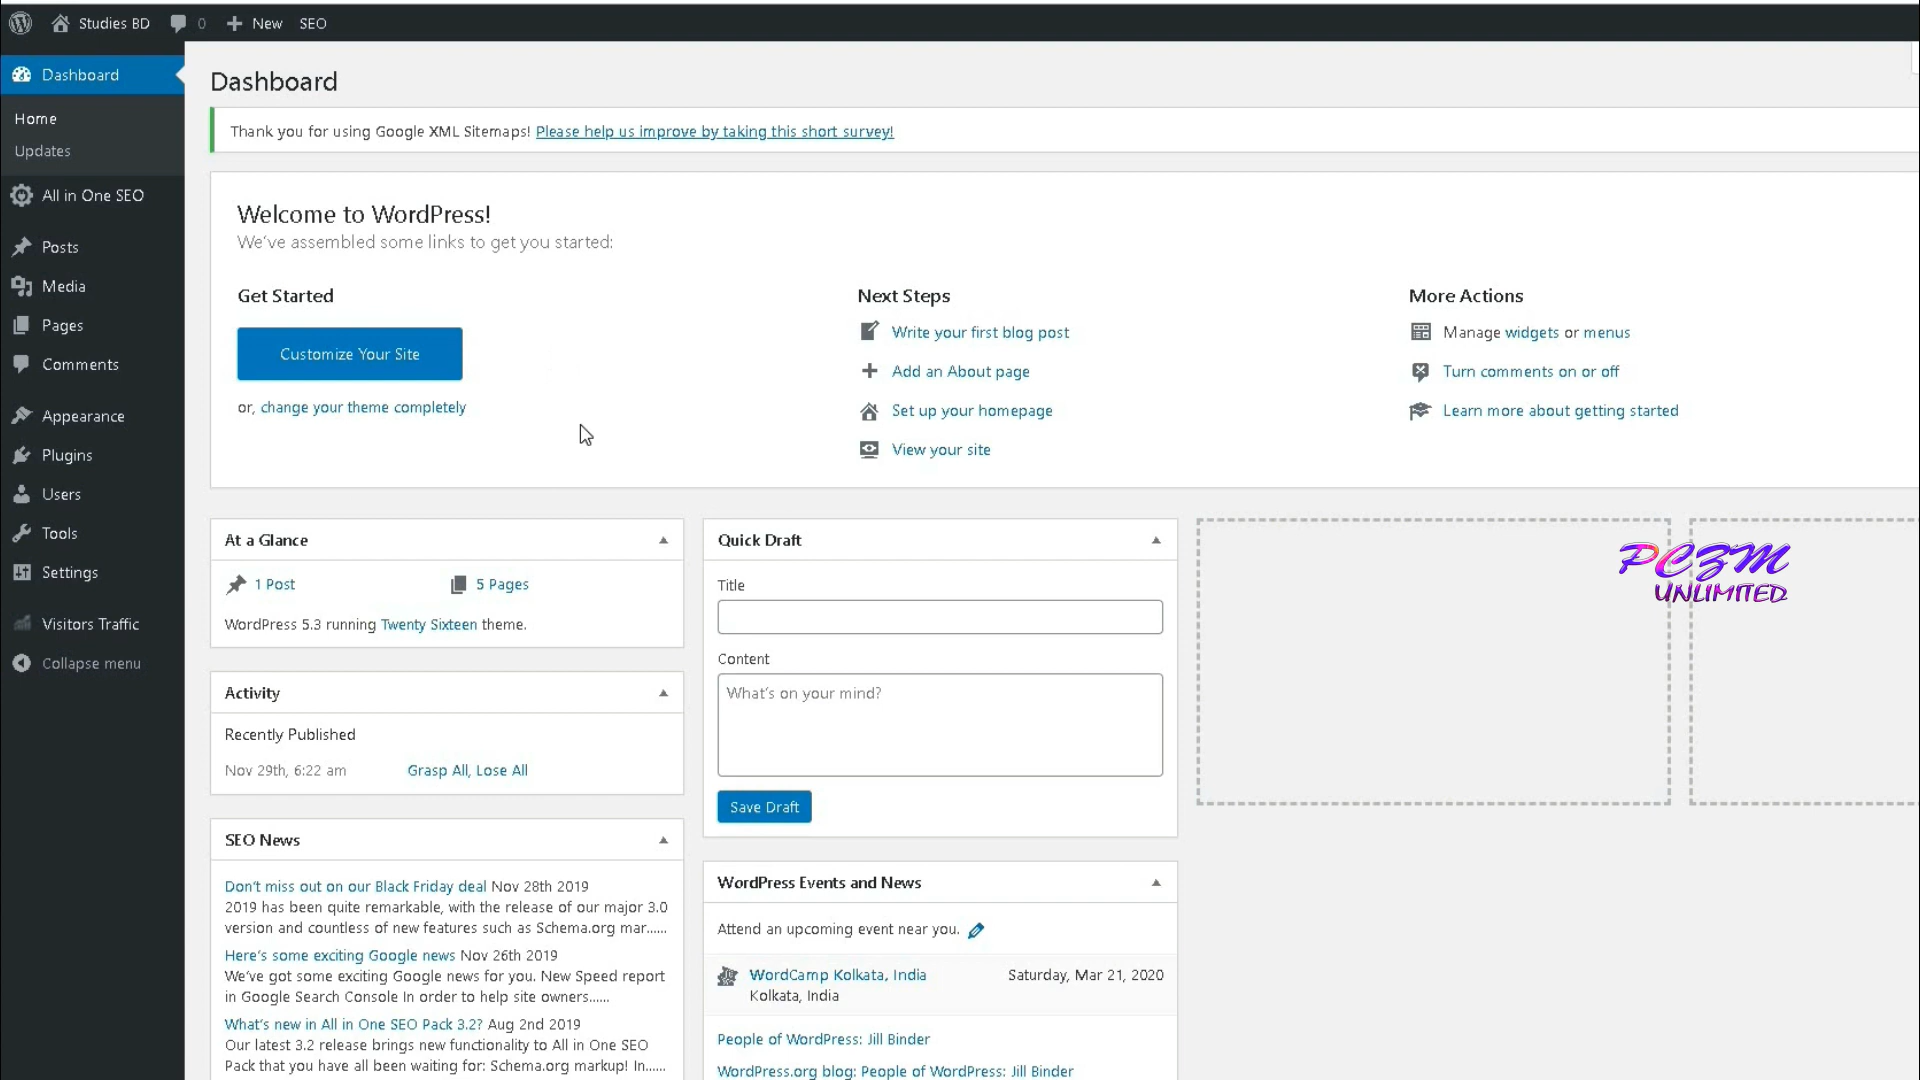 Studies BD 0 New SEO
Dashboard
Home
Updates
All in One SEO
Posts
Media
Pages
Comments
Appearance
Plugins
Users
Tools
Settings
Visitors Traffic
Collapse menu
Dashboard
Thank you for using Google XML Sitemaps! Please help us improve by taking this short survey!
Welcome to WordPress!
We've assembled some links to get you started:
Get Started
Customize Your Site
or, change your theme completely
Next Steps
Write your first blog post
Add an About page
Set up your homepage
View your site
More Actions
Manage widgets or menus
Turn comments on or off
Learn more about getting started
At a Glance
1 Post 5 Pages
WordPress 5.3 running Twenty Sixteen theme.
Activity
Recently Published
Nov 29th, 6:22 am Grasp All, Lose All
SEO News
Don't miss out on our Black Friday deal Nov 28th 2019
2019 has been quite remarkable, with the release of our major 3.0
version and countless of new features such as Schema.org mar......
Here's some exciting Google news Nov 26th 2019
We've got some exciting Google news for you. New Speed report
in Google Search Console In order to help site owners......
What's new in All in One SEO Pack 3.2? Aug 2nd 2019
Our latest 3.2 release brings new functionality to All in One SEO
Pack that you have all been waiting for: Schema.org markup! In......
Quick Draft
Title
Content
What's on your mind?
Save Draft
WordPress Events and News
Attend an upcoming event near you.
WordCamp Kolkata, India Saturday, Mar 21, 2020
Kolkata, India
People of WordPress: Jill Binder
WordPress.org blog: People of WordPress: Jill Binder
PCZM
UNLIMITED